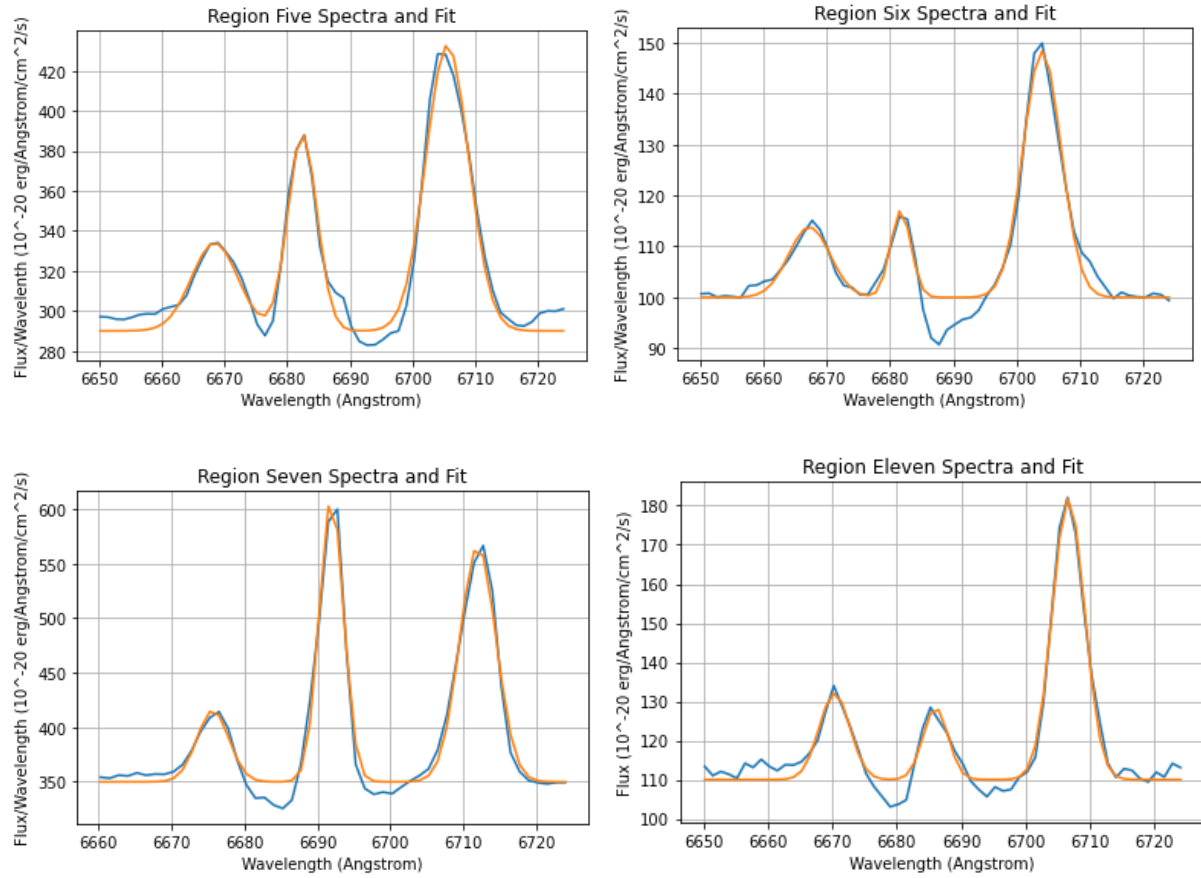 Region Five Spectra and Fit
Flux/Wavelength (10^-20 erg/Angstrom/cm^2/s)
420
400
380
360
340
320
300
280
6650 6660 6670 6680 6690 6700 6710 6720
Wavelength (Angstrom)
Region Six Spectra and Fit
Flux/Wavelenth (10^-20 erg/Angstrom/cm^2/s)
150
140
130
120
110
100
90
6650 6660 6670 6680 6690 6700 6710 6720
Wavelength (Angstrom)
Region Seven Spectra and Fit
Flux/Wavelength (10^-20 erg/Angstrom/cm^2/s)
600
550
500
450
400
350
6660 6670 6680 6690 6700 6710 6720
Wavelength (Angstrom)
Region Eleven Spectra and Fit
Flux (10^-20 erg/Angstrom/cm^2/s)
180
170
160
150
140
130
120
110
100
6650 6660 6670 6680 6690 6700 6710 6720
Wavelength (Angstrom)